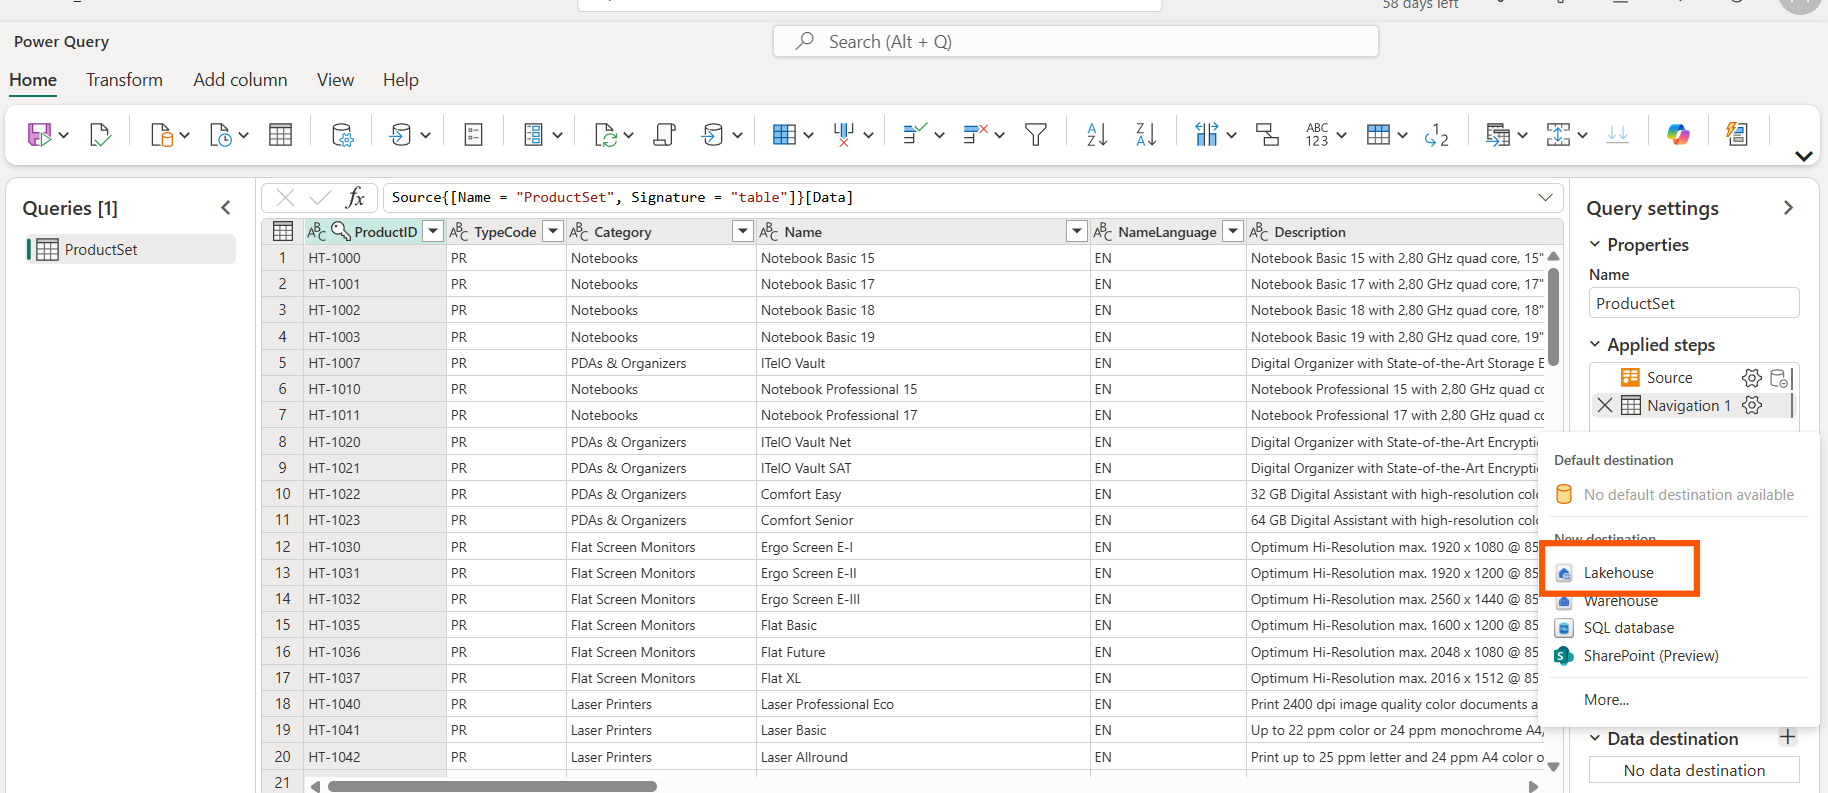 58 days left
Power Query
Search (Alt + Q)
Home Transform Add column View Help
Queries [1]
ProductSet
fx Source{[Name = "ProductSet", Signature = "table"]}[Data]
ProductID TypeCode Category Name NameLanguage Description
1 HT-1000 PR Notebooks Notebook Basic 15 EN Notebook Basic 15 with 2,80 GHz quad core, 15"
2 HT-1001 PR Notebooks Notebook Basic 17 EN Notebook Basic 17 with 2,80 GHz quad core, 17"
3 HT-1002 PR Notebooks Notebook Basic 18 EN Notebook Basic 18 with 2,80 GHz quad core, 18"
4 HT-1003 PR Notebooks Notebook Basic 19 EN Notebook Basic 19 with 2,80 GHz quad core, 19"
5 HT-1007 PR PDAs & Organizers ITelO Vault EN Digital Organizer with State-of-the-Art Storage E
6 HT-1010 PR Notebooks Notebook Professional 15 EN Notebook Professional 15 with 2,80 GHz quad co
7 HT-1011 PR Notebooks Notebook Professional 17 EN Notebook Professional 17 with 2,80 GHz quad co
8 HT-1020 PR PDAs & Organizers ITelO Vault Net EN Digital Organizer with State-of-the-Art Encrypti
9 HT-1021 PR PDAs & Organizers ITelO Vault SAT EN Digital Organizer with State-of-the-Art Encrypti
10 HT-1022 PR PDAs & Organizers Comfort Easy EN 32 GB Digital Assistant with high-resolution colo
11 HT-1023 PR PDAs & Organizers Comfort Senior EN 64 GB Digital Assistant with high-resolution colo
12 HT-1030 PR Flat Screen Monitors Ergo Screen E-I EN Optimum Hi-Resolution max. 1920 x 1080 @ 85
13 HT-1031 PR Flat Screen Monitors Ergo Screen E-II EN Optimum Hi-Resolution max. 1920 x 1200 @ 85
14 HT-1032 PR Flat Screen Monitors Ergo Screen E-III EN Optimum Hi-Resolution max. 2560 x 1440 @ 85
15 HT-1035 PR Flat Screen Monitors Flat Basic EN Optimum Hi-Resolution max. 1600 x 1200 @ 85
16 HT-1036 PR Flat Screen Monitors Flat Future EN Optimum Hi-Resolution max. 2048 x 1080 @ 85
17 HT-1037 PR Flat Screen Monitors Flat XL EN Optimum Hi-Resolution max. 2016 x 1512 @ 85
18 HT-1040 PR Laser Printers Laser Professional Eco EN Print 2400 dpi image quality color documents a
19 HT-1041 PR Laser Printers Laser Basic EN Up to 22 ppm color or 24 ppm monochrome A4/
20 HT-1042 PR Laser Printers Laser Allround EN Print up to 25 ppm letter and 24 ppm A4 color o
21
Query settings
Properties
Name
ProductSet
Applied steps
Source
Navigation 1
Default destination
No default destination available
New destination
Lakehouse
Warehouse
SQL database
SharePoint (Preview)
More...
Data destination
No data destination